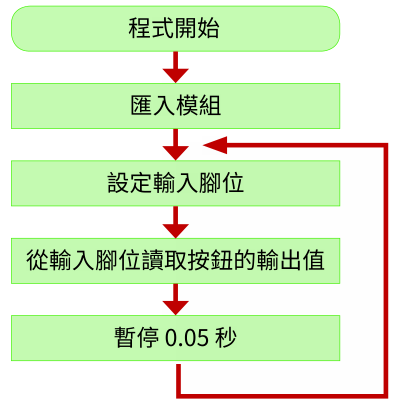 程式開始
匯入模組
設定輸入腳位
從輸入腳位讀取按鈕的輸出值
暫停 0.05 秒